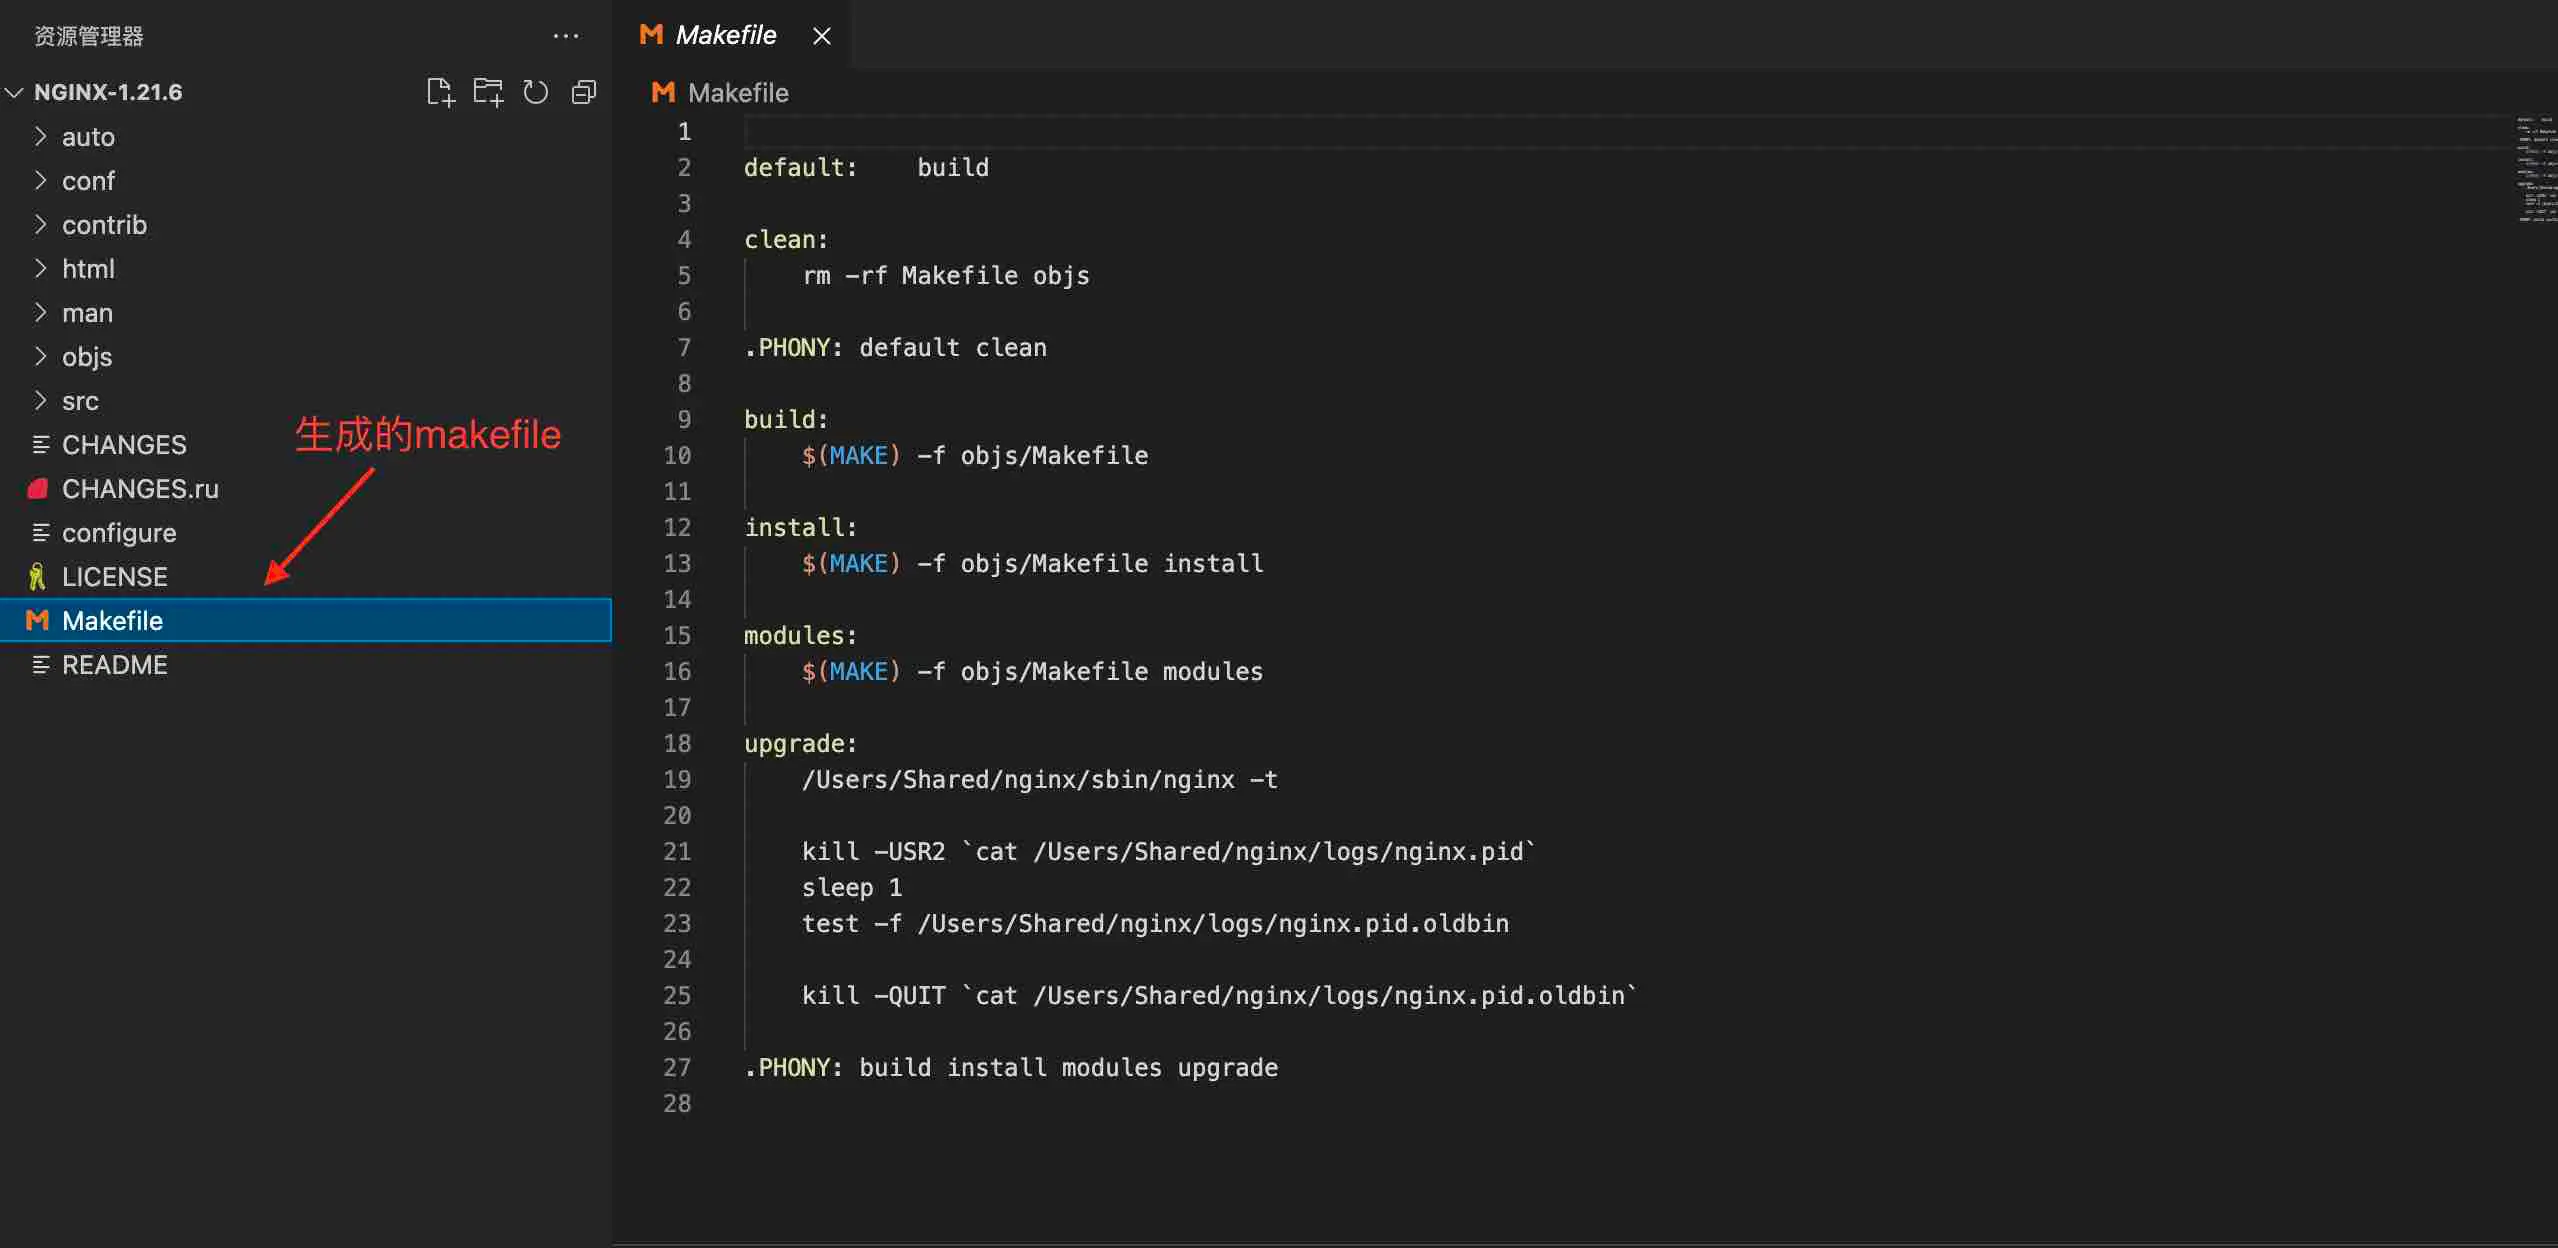 资源管理器
NGINX-1.21.6
auto
conf
contrib
html
man
objs
src
CHANGES
CHANGES.ru
configure
LICENSE
Makefile
README
生成的makefile
Makefile
Makefile
1
2 default: build
3
4 clean:
5 rm -rf Makefile objs
6
7 .PHONY: default clean
8
9 build:
10 $(MAKE) -f objs/Makefile
11
12 install:
13 $(MAKE) -f objs/Makefile install
14
15 modules:
16 $(MAKE) -f objs/Makefile modules
17
18 upgrade:
19 /Users/Shared/nginx/sbin/nginx -t
20
21 kill -USR2 `cat /Users/Shared/nginx/logs/nginx.pid`
22 sleep 1
23 test -f /Users/Shared/nginx/logs/nginx.pid.oldbin
24
25 kill -QUIT `cat /Users/Shared/nginx/logs/nginx.pid.oldbin`
26
27 .PHONY: build install modules upgrade
28